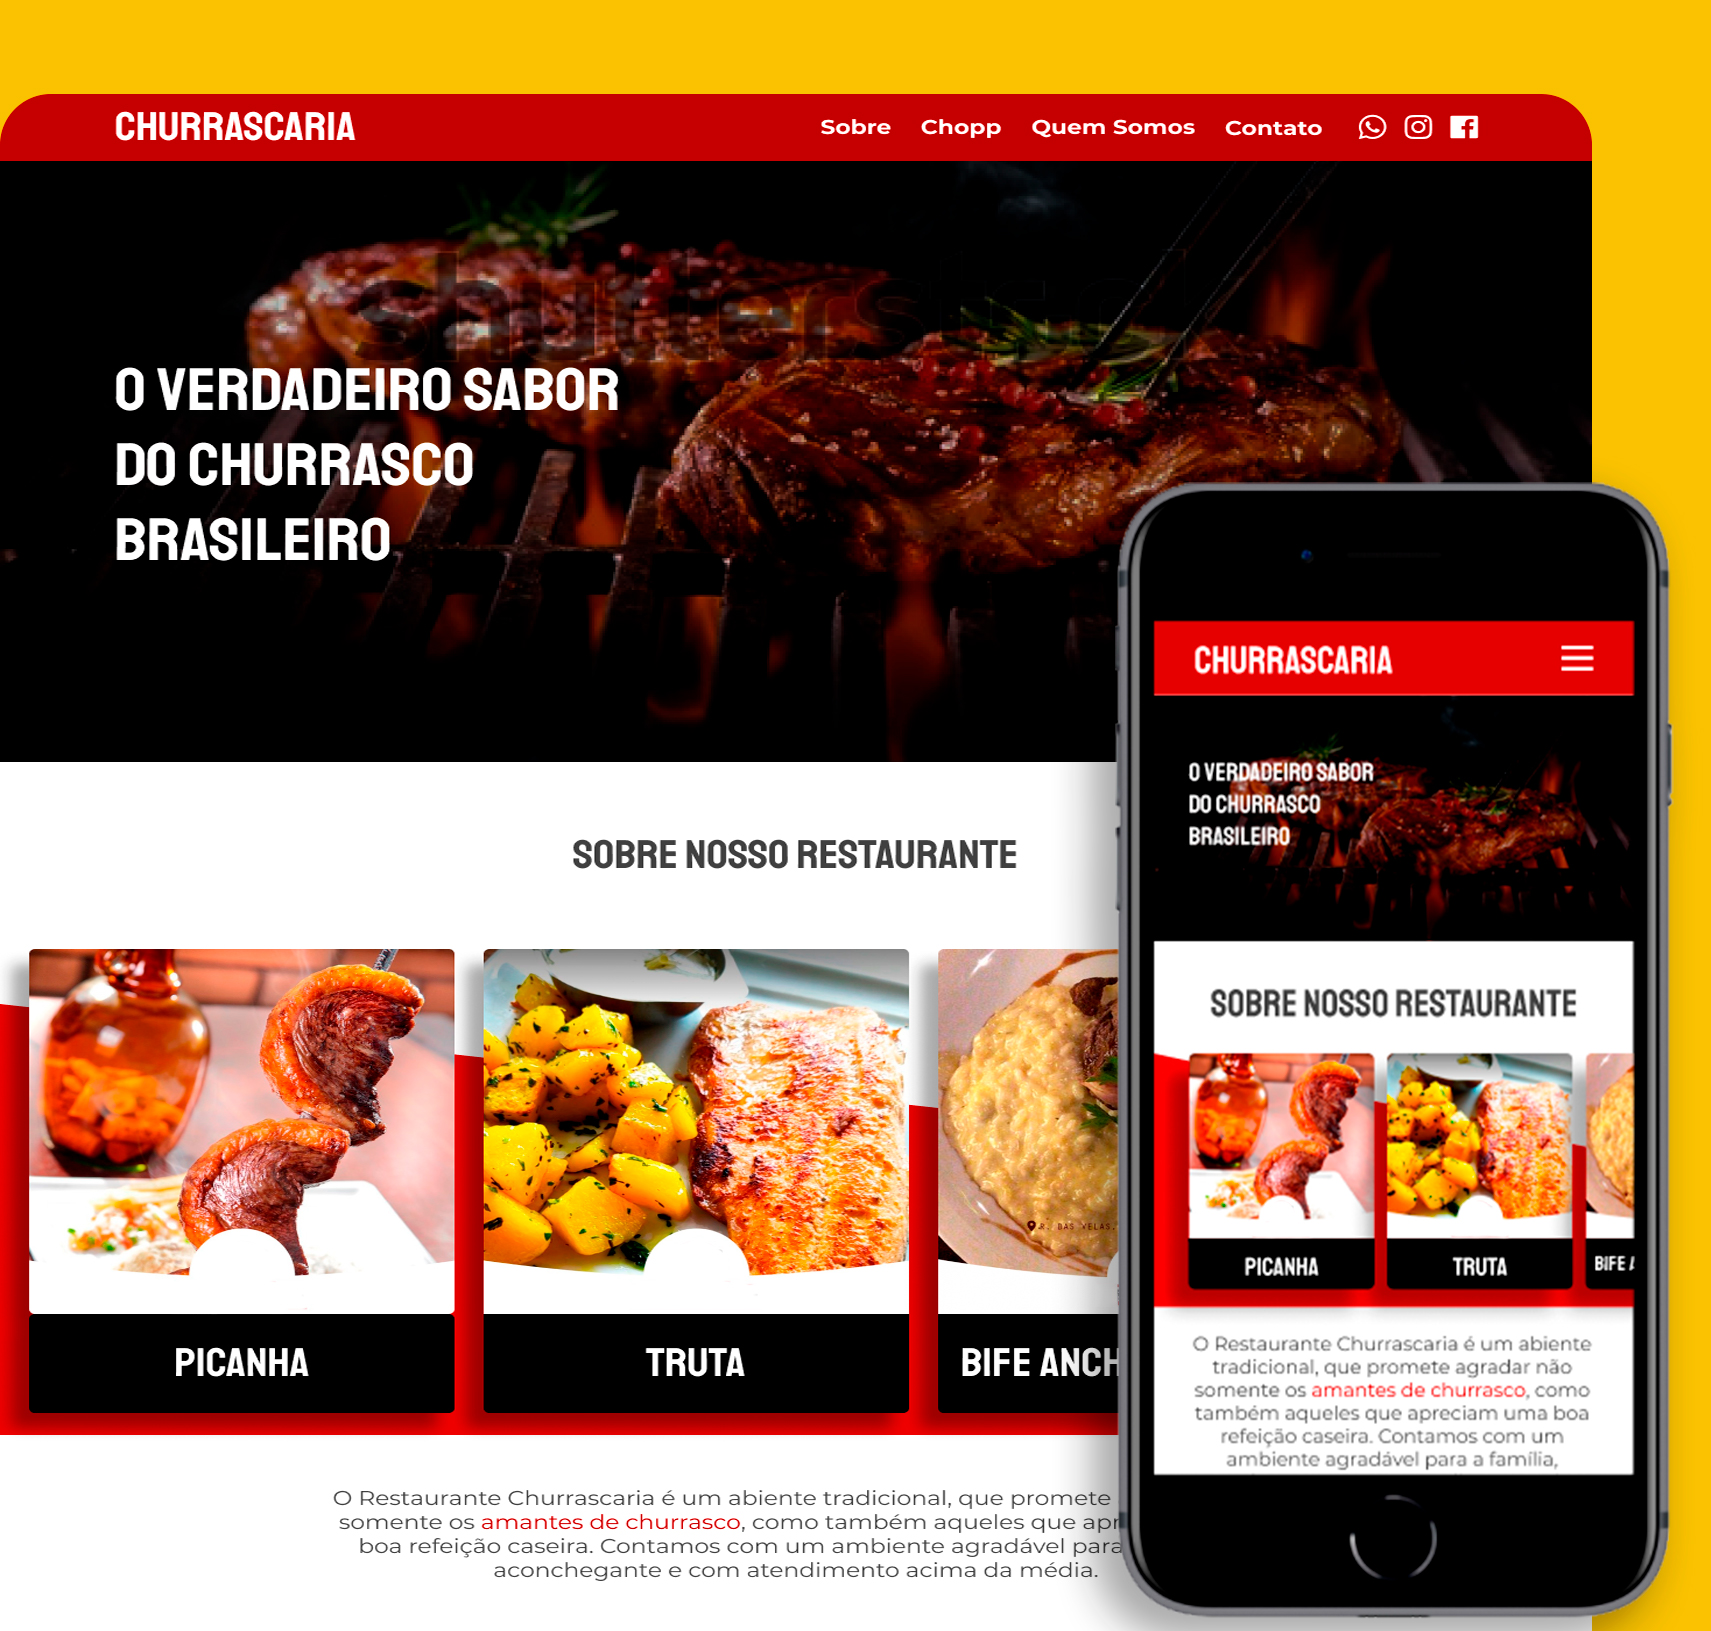 CHURRASCARIA
Sobre Chopp Quem Somos Contato
shutterstock
O VERDADEIRO SABOR
DO CHURRASCO
BRASILEIRO
SOBRE NOSSO RESTAURANTE
R. DAS VELAS,
PICANHA
TRUTA
BIFE ANCH
O Restaurante Churrascaria é um abiente tradicional, que promete
somente os amantes de churrasco, como também aqueles que apr
boa refeição caseira. Contamos com um ambiente agradável para
aconchegante e com atendimento acima da média.
CHURRASCARIA
O VERDADEIRO SABOR
DO CHURRASCO
BRASILEIRO
SOBRE NOSSO RESTAURANTE
PICANHA
TRUTA
BIFE A
O Restaurante Churrascaria é um abiente
tradicional, que promete agradar não
somente os amantes de churrasco, como
também aqueles que apreciam uma boa
refeição caseira. Contamos com um
ambiente agradável para a família,